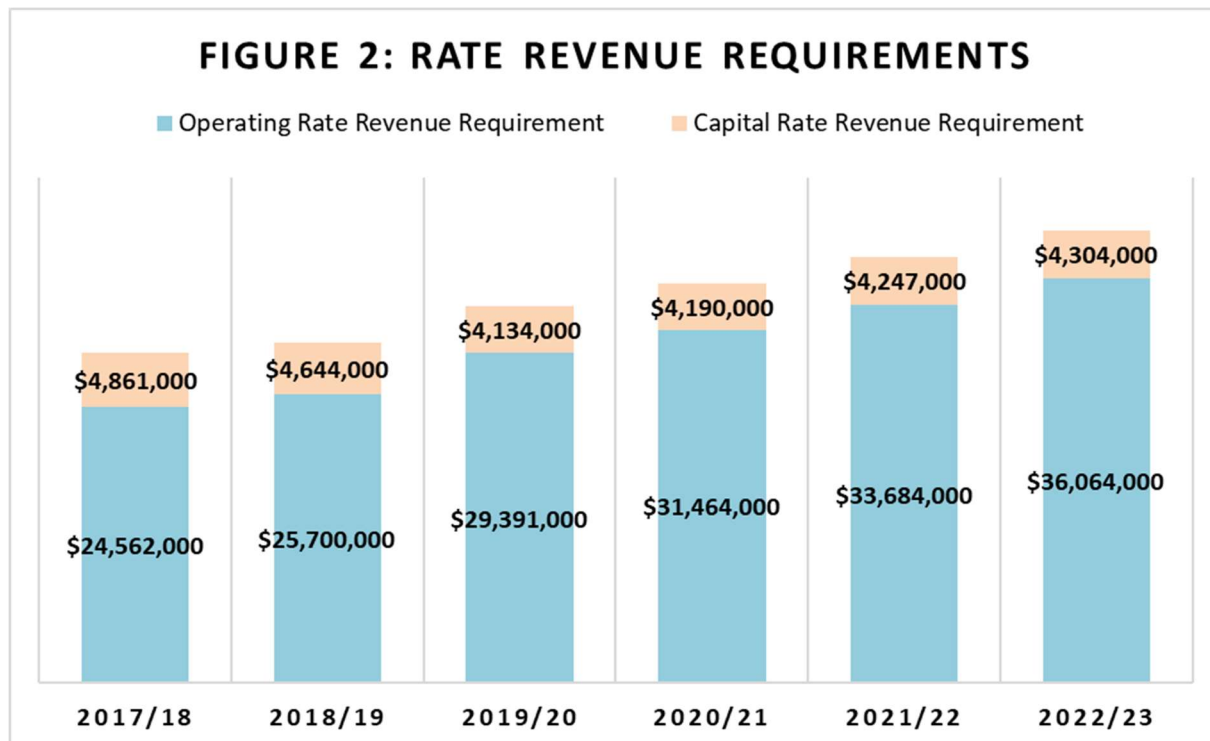 FIGURE 2: RATE REVENUE REQUIREMENTS
Operating Rate Revenue Requirement Capital Rate Revenue Requirement
$4,861,000 $4,644,000 $4,134,000 $4,190,000 $4,247,000 $4,304,000
$24,562,000 $25,700,000 $29,391,000 $31,464,000 $33,684,000 $36,064,000
2017/18 2018/19 2019/20 2020/21 2021/22 2022/23